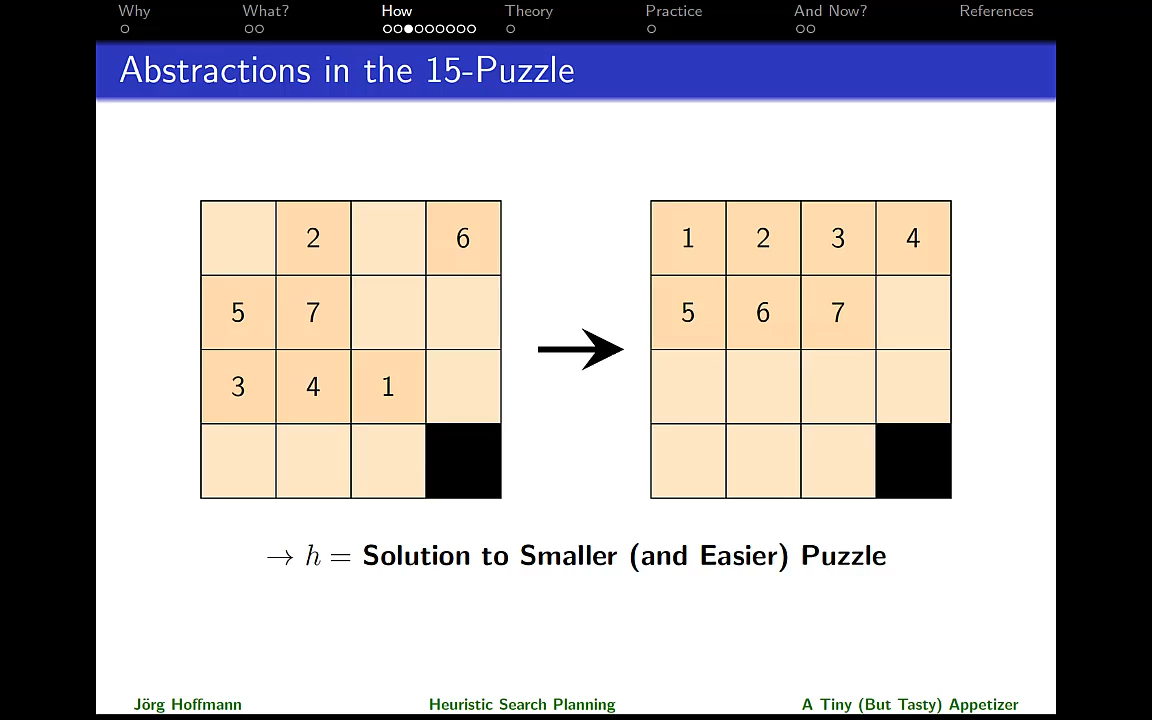 Why What? How Theory Practice And Now? References
Abstractions in the 15-Puzzle
2 6
5 7
3 4 1
1 2 3 4
5 6 7
→ h = Solution to Smaller (and Easier) Puzzle
Jörg Hoffmann Heuristic Search Planning A Tiny (But Tasty) Appetizer